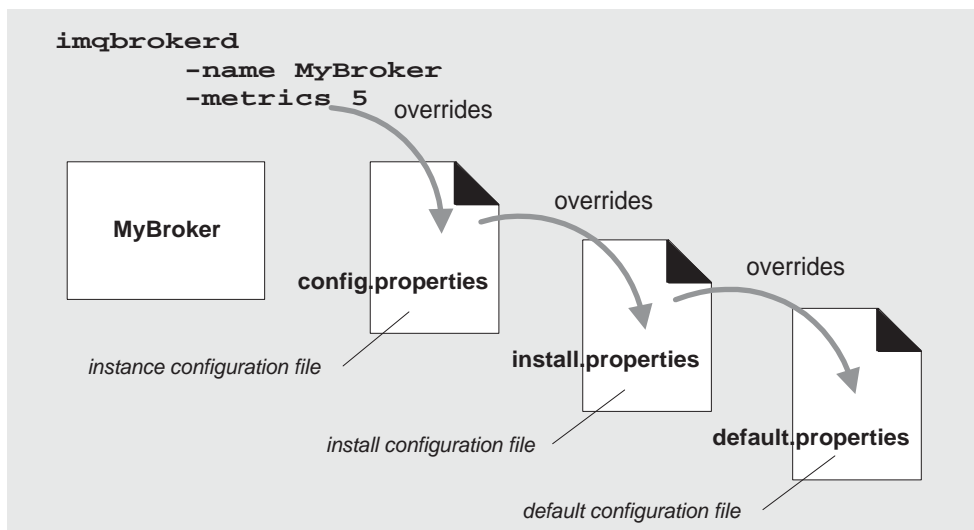 imqbrokerd
-name MyBroker
-metrics 5
overrides
overrides
MyBroker
overrides
config.properties
instance configuration file
install.properties
install configuration file
default.properties
default configuration file